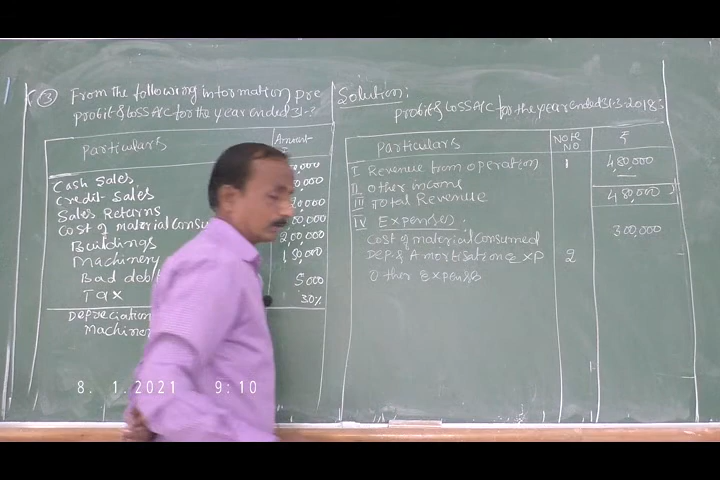 3 From the following information pre
profit & Loss A/C for the year ended 31-3-
Particulars Amount
Cash Sales
Credit Sales
Sales Returns
Cost of material Consu
Buildings 2,00,000
Machinery 1,50,000
Bad debt 5000
Tax 30%
Depreciation
Machiner
Solution:
profit & Loss A/C for the year ended 31-3-2018:
Particulars Note No ₹
I Revenue from operation 1 4,80,000
II Other income —
III Total Revenue 480,000
IV Expenses.
Cost of material Consumed 300,000
DEP. & Amortisation EXP 2
Other Expenses
8. 1.2021 9:10